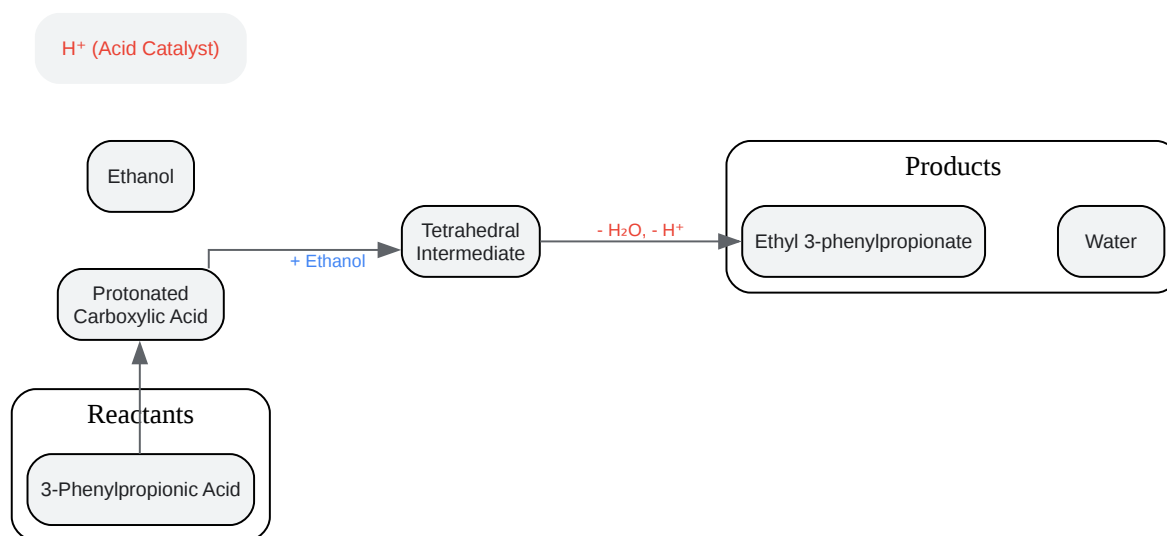 H⁺ (Acid Catalyst)
Ethanol
Products
Tetrahedral
Intermediate
- H₂O, - H⁺
Ethyl 3-phenylpropionate
Water
+ Ethanol
Protonated
Carboxylic Acid
Reactants
3-Phenylpropionic Acid